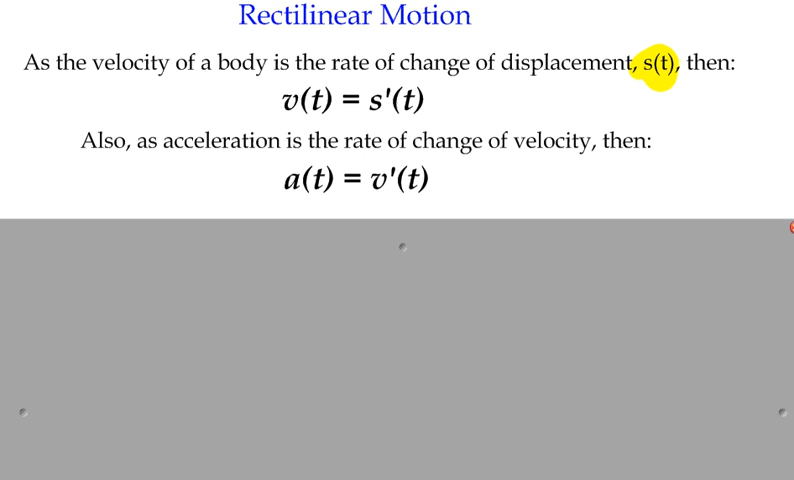 Rectilinear Motion
As the velocity of a body is the rate of change of displacement, s(t), then:
v(t) = s'(t)
Also, as acceleration is the rate of change of velocity, then:
a(t) = v'(t)